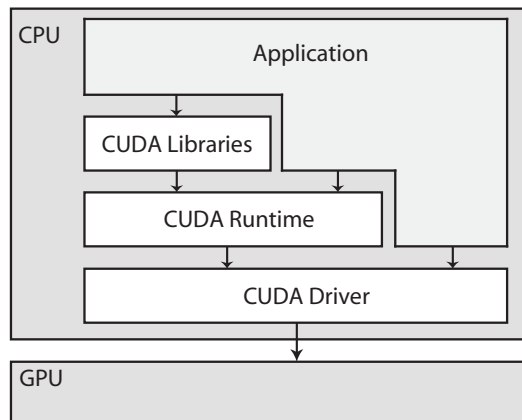 CPU
Application
CUDA Libraries
CUDA Runtime
CUDA Driver
GPU